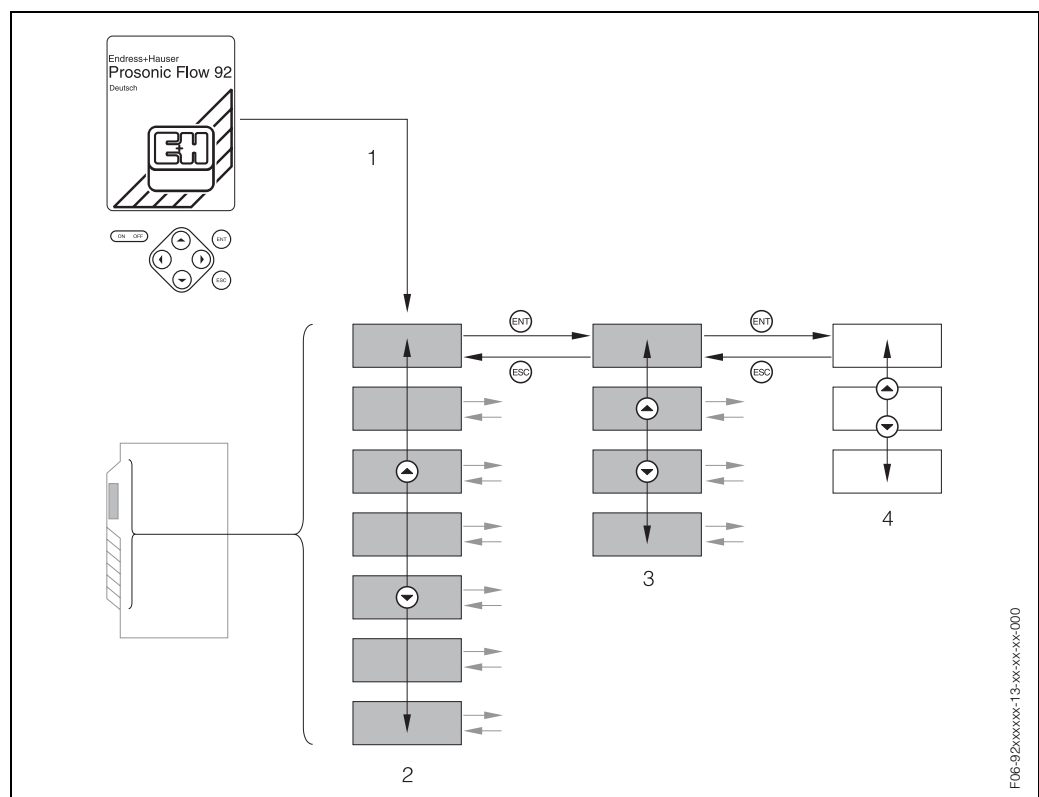 Endress+Hauser
Prosonic Flow 92
Deutsch
E+H
ON OFF
ENT
ESC
1
ENT
ENT
ESC
ESC
2
3
4
F06-92xxxxxx-13-xx-xx-xx-000